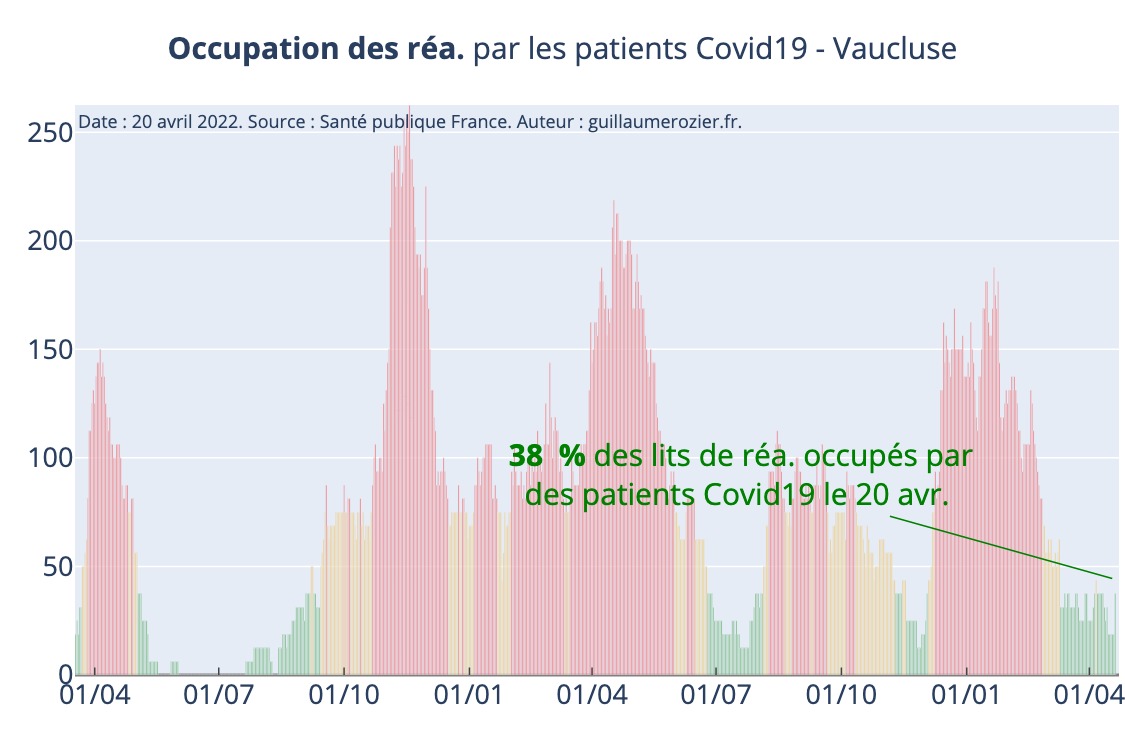 Occupation des réa. par les patients Covid19 - Vaucluse
Date : 20 avril 2022. Source : Santé publique France. Auteur : guillaumerozier.fr.
250
200
150
100
50
0
38 % des lits de réa. occupés par
des patients Covid19 le 20 avr.
01/04 01/07 01/10 01/01 01/04 01/07 01/10 01/01 01/04